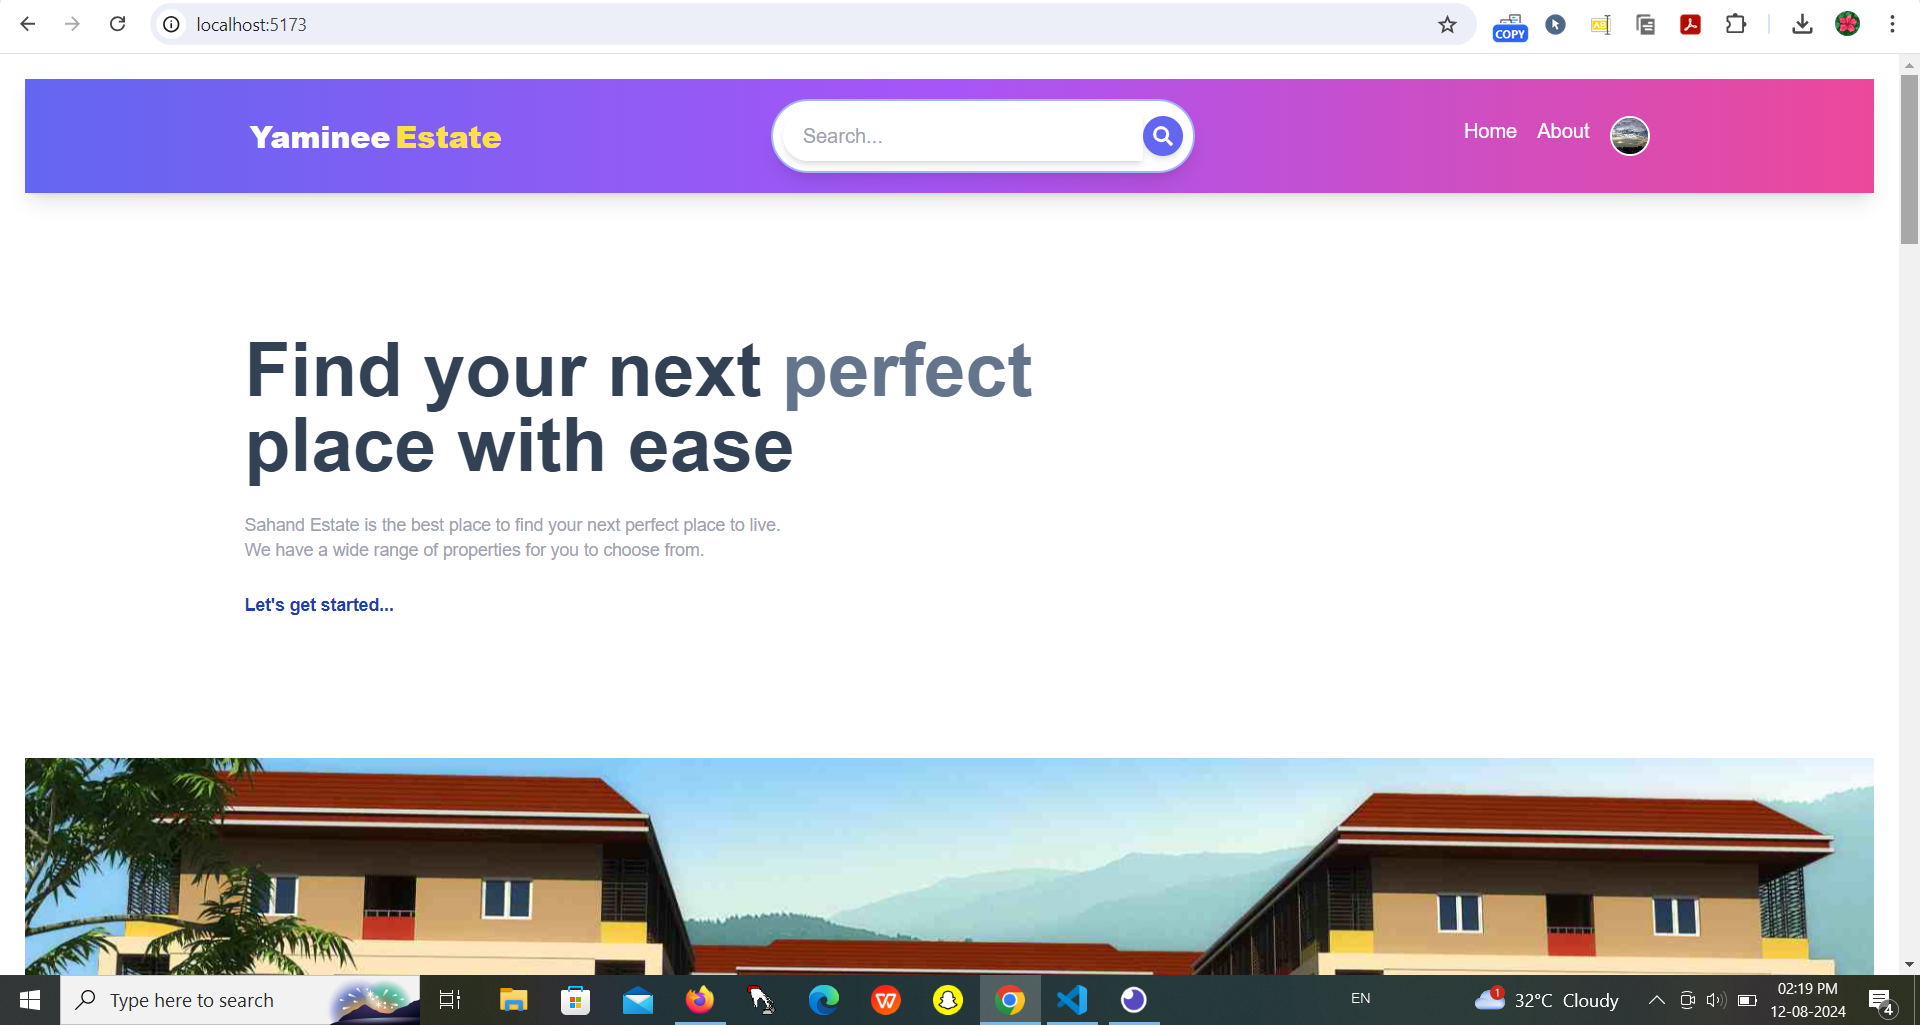 localhost:5173
COPY
Yaminee Estate
Search...
Home About
Find your next perfect
place with ease
Sahand Estate is the best place to find your next perfect place to live.
We have a wide range of properties for you to choose from.
Let's get started...
Type here to search
EN
1
32°C Cloudy
02:19 PM
12-08-2024
4